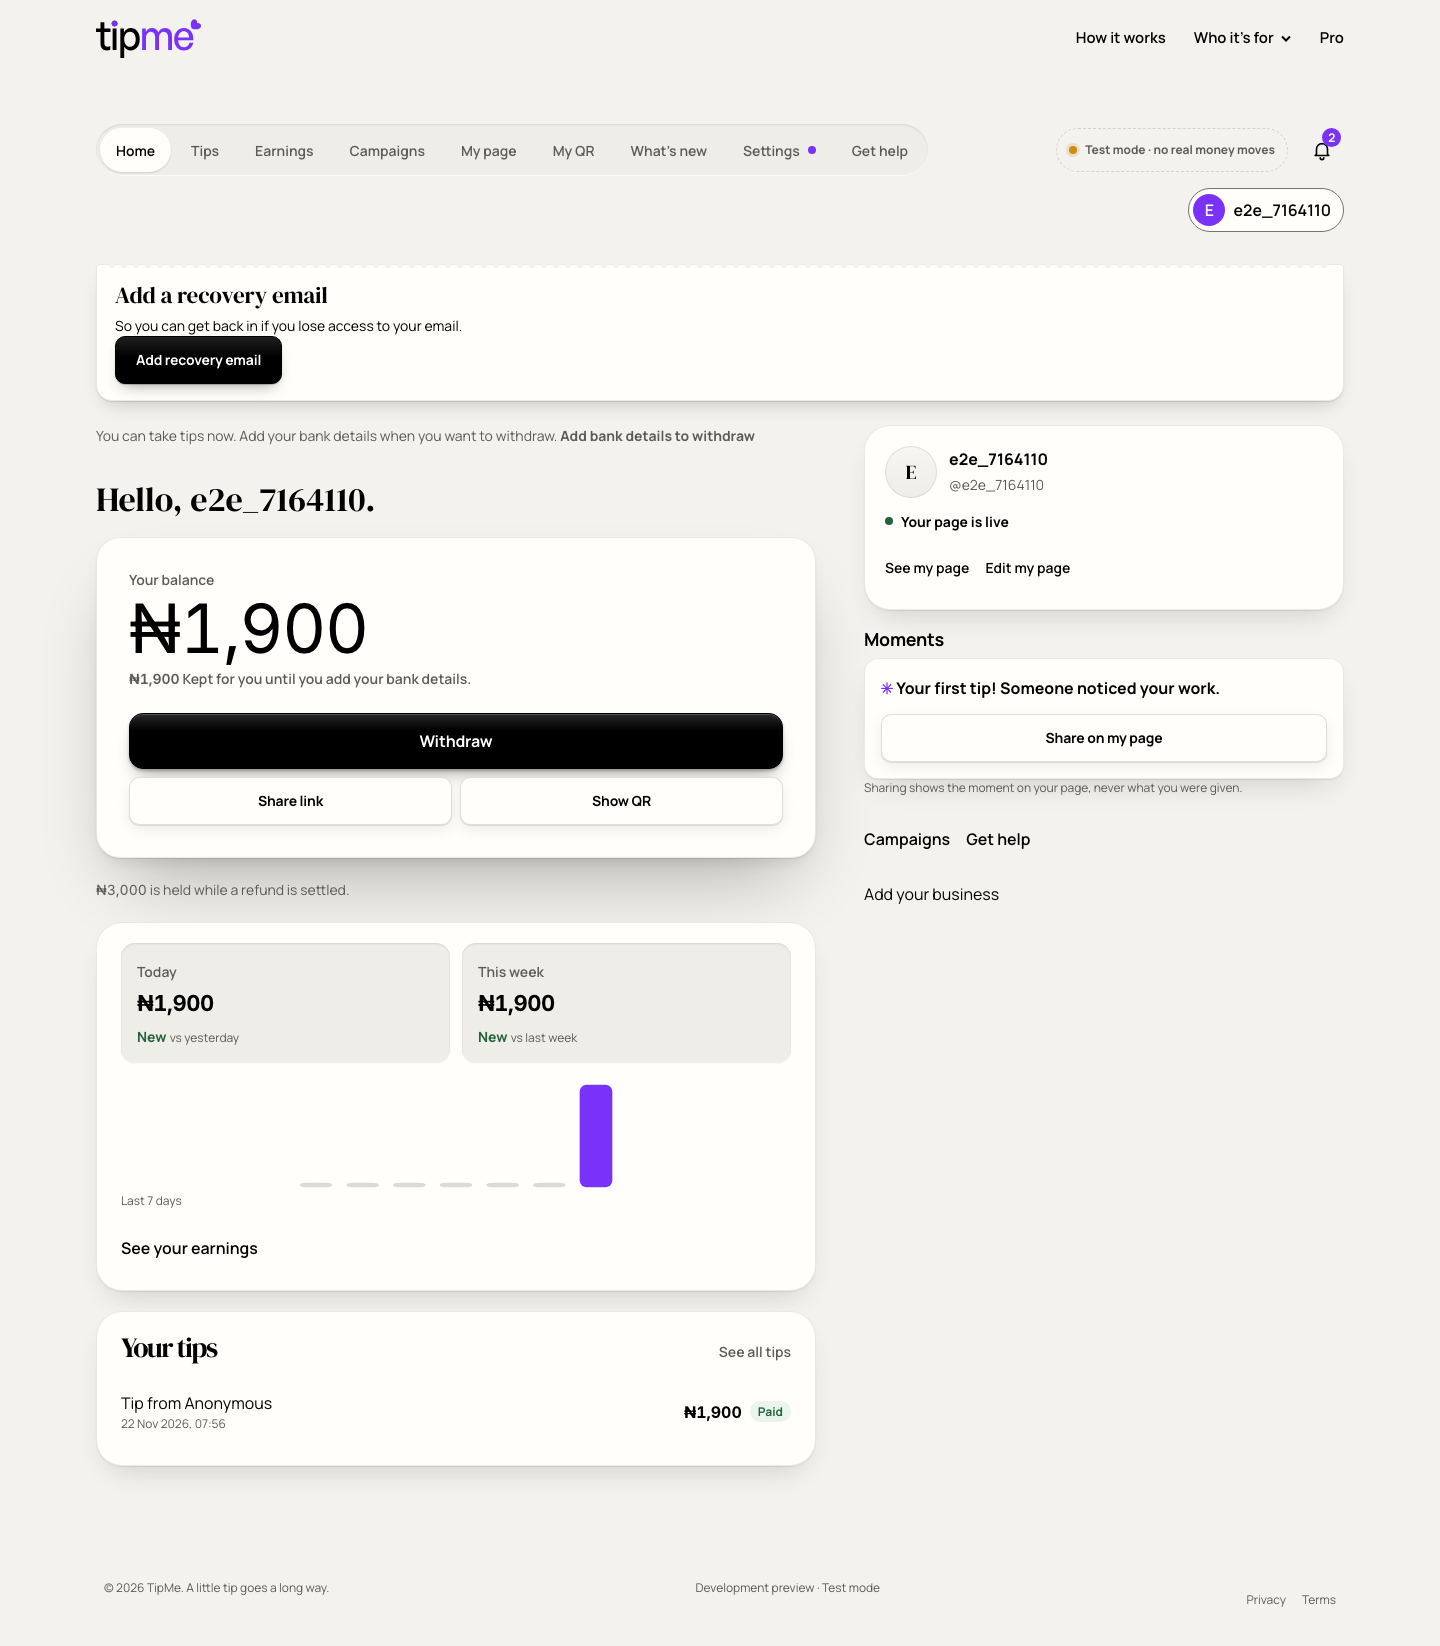 tipme
How it works Who it's for Pro
Home Tips Earnings Campaigns My page My QR What's new Settings Get help
Test mode · no real money moves
2
E e2e_7164110
Add a recovery email
So you can get back in if you lose access to your email.
Add recovery email
You can take tips now. Add your bank details when you want to withdraw. Add bank details to withdraw
Hello, e2e_7164110.
Your balance
₦1,900
₦1,900 Kept for you until you add your bank details.
Withdraw
Share link Show QR
₦3,000 is held while a refund is settled.
Today
₦1,900
New vs yesterday
This week
₦1,900
New vs last week
Last 7 days
See your earnings
Your tips
See all tips
Tip from Anonymous
22 Nov 2026, 07:56
₦1,900 Paid
E
e2e_7164110
@e2e_7164110
Your page is live
See my page Edit my page
Moments
Your first tip! Someone noticed your work.
Share on my page
Sharing shows the moment on your page, never what you were given.
Campaigns Get help
Add your business
© 2026 TipMe. A little tip goes a long way.
Development preview · Test mode
Privacy Terms